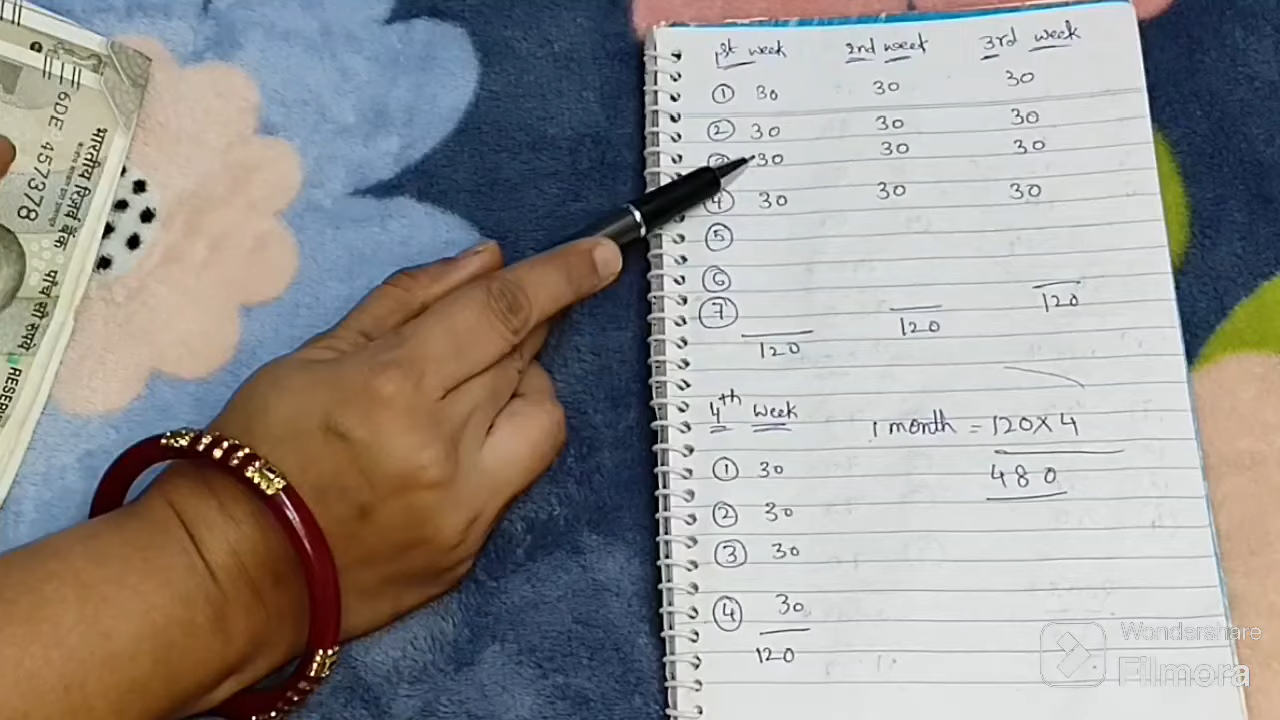 1st week 2nd week 3rd week
① 30 30 30
② 30 30 30
30 30 30
④ 30 30 30
⑤
⑥
⑦
120 120 120
4th week 1 month = 120×4
① 30 480
② 30
③ 30
④ 30
120
6DE 457378
भारतीय रिज़र्व बैंक
पाँच सौ रुपये
RESERVE
Wondershare
Filmora